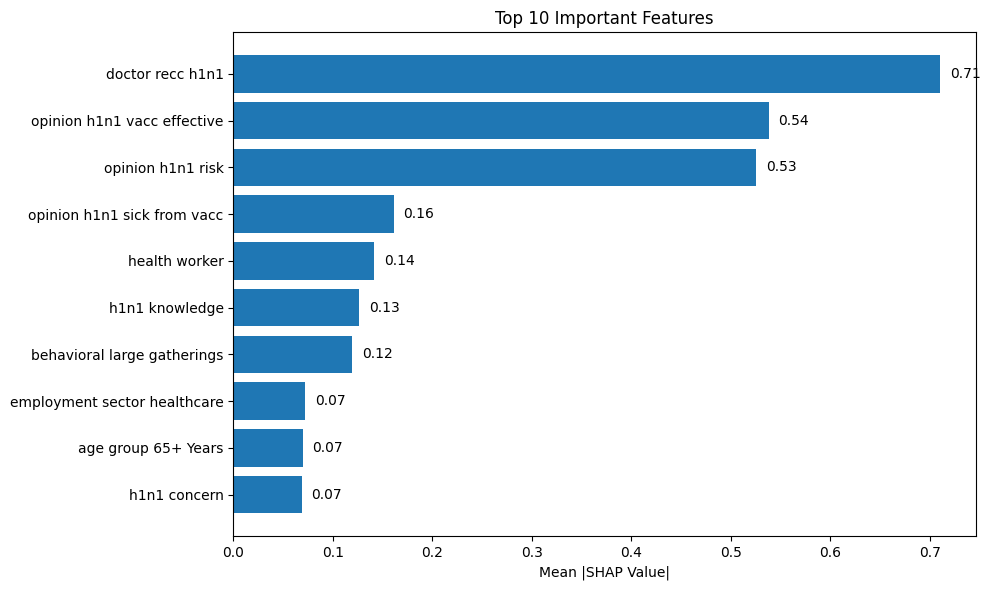 Top 10 Important Features
doctor recc h1n1 0.71
opinion h1n1 vacc effective 0.54
opinion h1n1 risk 0.53
opinion h1n1 sick from vacc 0.16
health worker 0.14
h1n1 knowledge 0.13
behavioral large gatherings 0.12
employment sector healthcare 0.07
age group 65+ Years 0.07
h1n1 concern 0.07
0.0 0.1 0.2 0.3 0.4 0.5 0.6 0.7
Mean |SHAP Value|